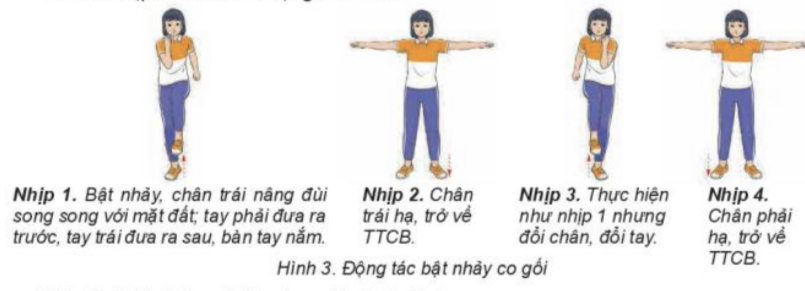 Nhịp 1. Bật nhảy, chân trái nâng đùi
song song với mặt đất; tay phải đưa ra
trước, tay trái đưa ra sau, bàn tay nắm.
Nhịp 2. Chân
trái hạ, trở về
TTCB.
Nhịp 3. Thực hiện
như nhịp 1 nhưng
đổi chân, đổi tay.
Nhịp 4.
Chân phải
hạ, trở về
TTCB.
Hình 3. Động tác bật nhảy co gối